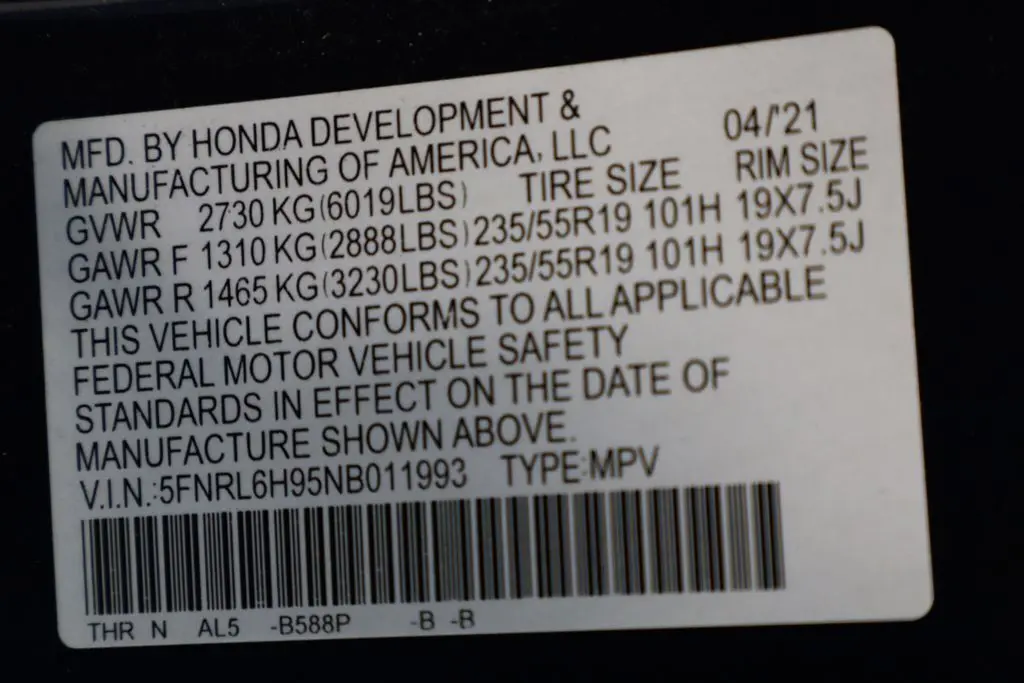 MFD. BY HONDA DEVELOPMENT & 04/'21
MANUFACTURING OF AMERICA, LLC
GVWR 2730 KG(6019LBS) TIRE SIZE RIM SIZE
GAWR F 1310 KG(2888LBS) 235/55R19 101H 19X7.5J
GAWR R 1465 KG(3230LBS) 235/55R19 101H 19X7.5J
THIS VEHICLE CONFORMS TO ALL APPLICABLE
FEDERAL MOTOR VEHICLE SAFETY
STANDARDS IN EFFECT ON THE DATE OF
MANUFACTURE SHOWN ABOVE.
V.I.N.:5FNRL6H95NB011993 TYPE:MPV
THR N AL5 -B588P -B -B